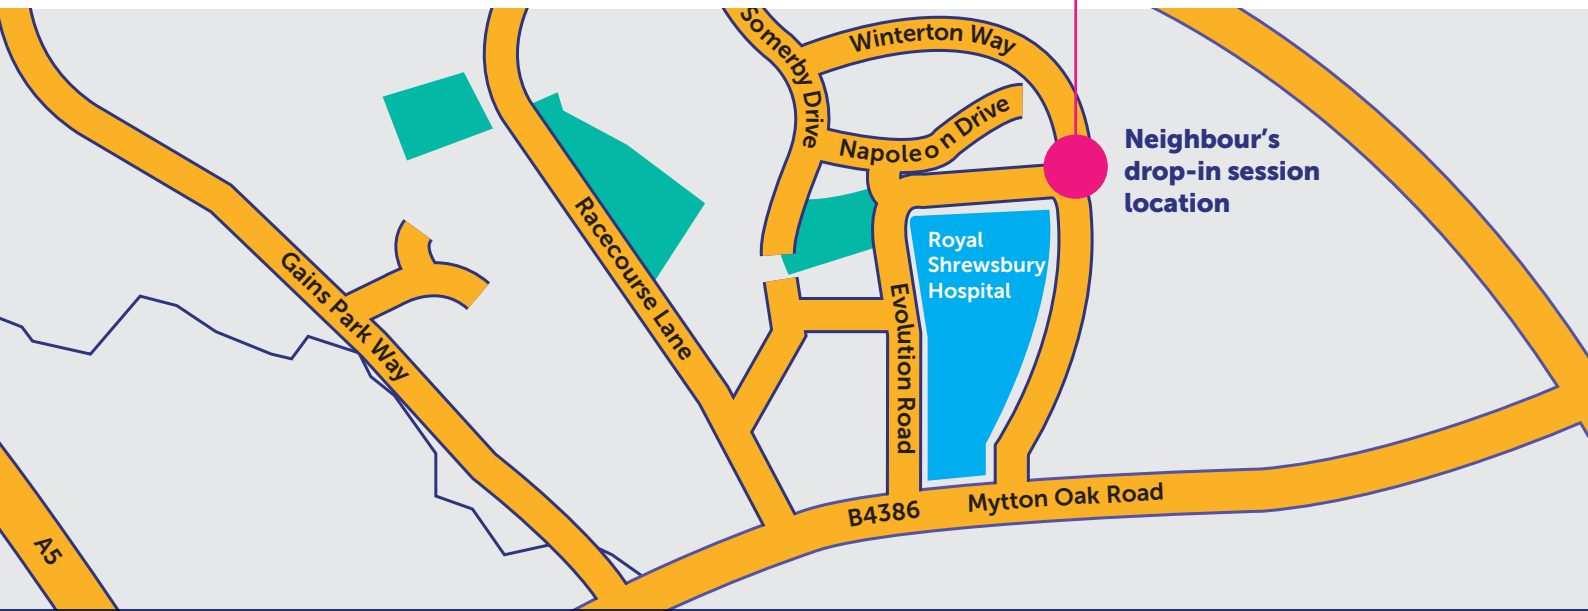 Somerby Drive
Winterton Way
Napoleon Drive
Neighbour’s
drop-in session
location
Racecourse Lane
Royal
Shrewsbury
Hospital
Gains Park Way
Evolution Road
B4386
Mytton Oak Road
A5